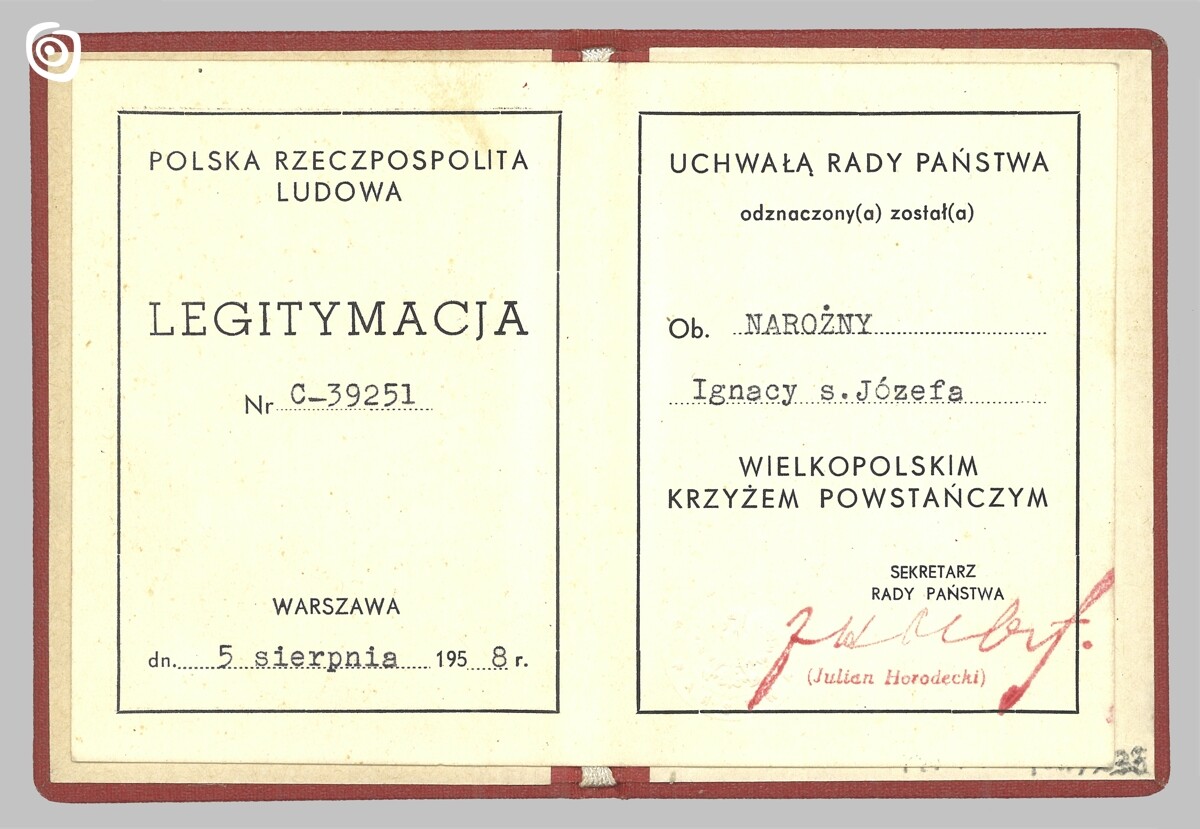 POLSKA RZECZPOSPOLITA
LUDOWA
LEGITYMACJA
Nr C-39251
WARSZAWA
dn. 5 sierpnia 1958 r.
UCHWAŁĄ RADY PAŃSTWA
odznaczony(a) został(a)
Ob. NAROŻNY
Ignacy s.Józefa
WIELKOPOLSKIM
KRZYŻEM POWSTAŃCZYM
SEKRETARZ
RADY PAŃSTWA
(Julian Horodecki)